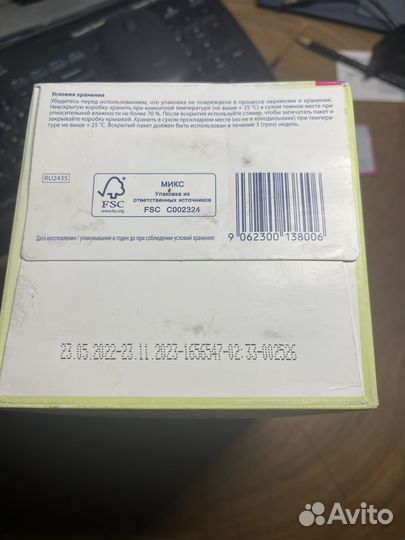 Условия хранения
Убедитесь перед использованием, что упаковка не повреждена в процессе перевозки и хранения.
Невскрытую коробку хранить при комнатной температуре (не выше + 25 °C) в сухом темном месте при
относительной влажности не более 70 %. После вскрытия используйте стикер, чтобы запечатать пакет и
закрывайте коробку крышкой. Хранить в сухом прохладном месте (но не в холодильнике) при темпера-
туре не выше + 25 °C. Вскрытый пакет должен быть использован в течение 3 (трех) недель.
RU2435
FSC
www.fsc.org
МИКС
Упаковка из
ответственных источников
FSC C002324
9 062300 138006
Дата изготовления / упаковывания и годен до при соблюдении условий хранения:
23.05.2022-23.11.2023-1656547-02:33-002526
Avito